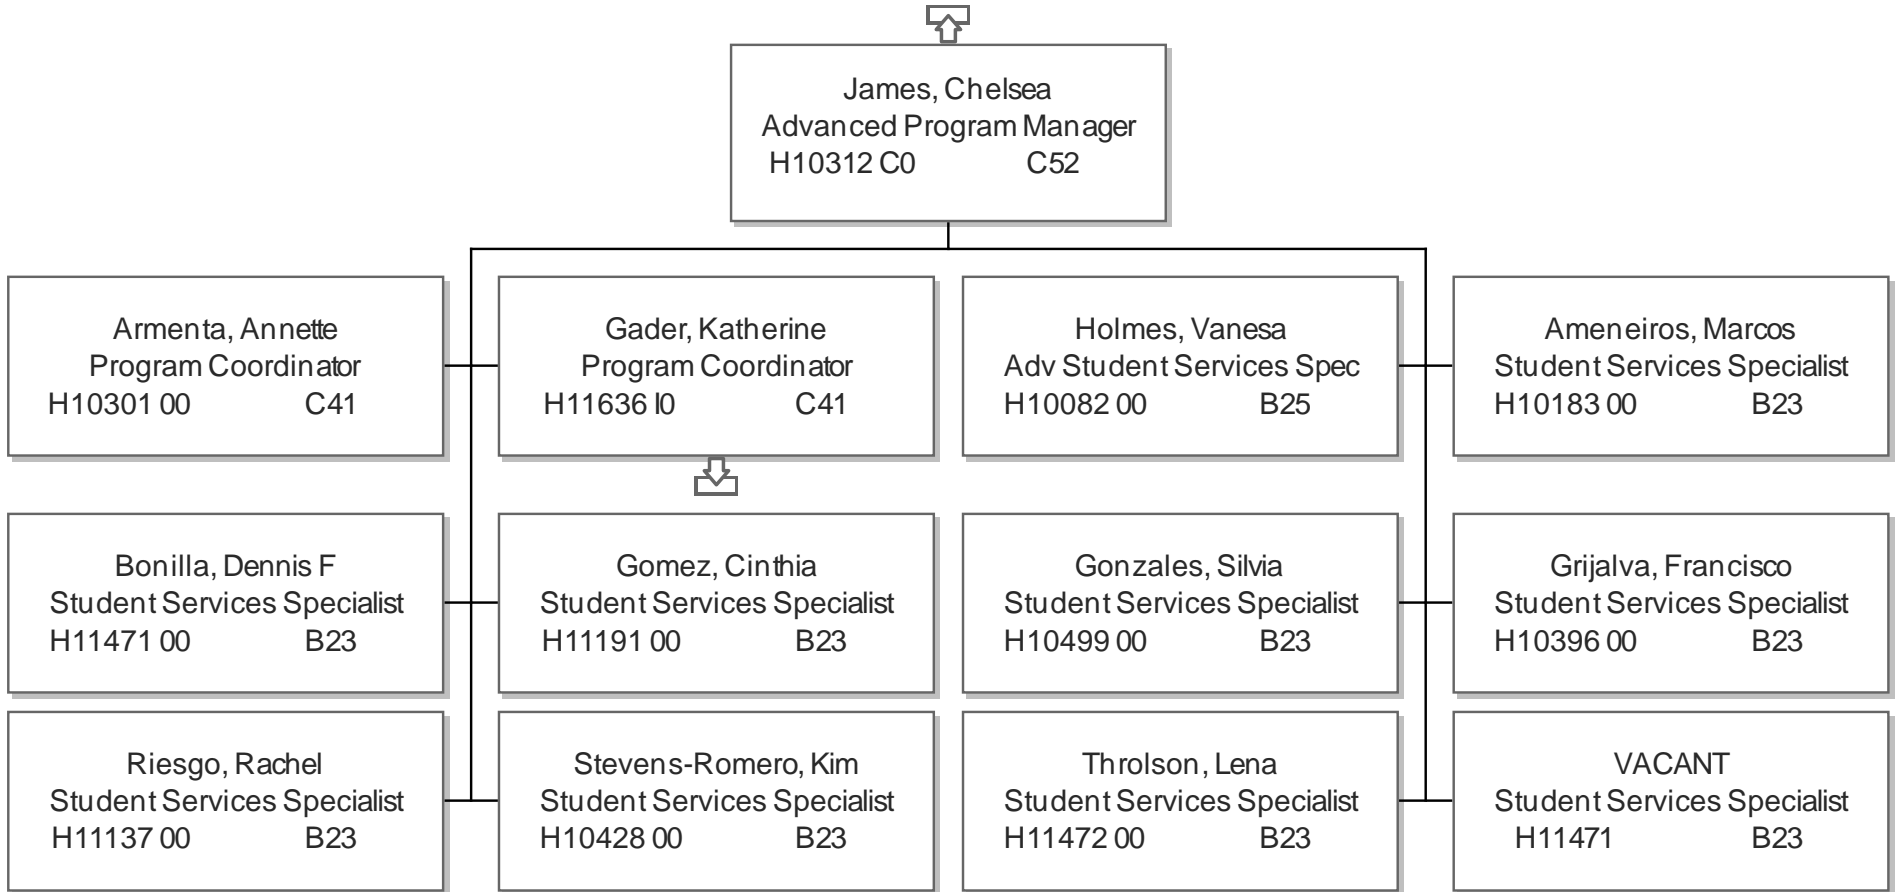 James, Chelsea
Advanced Program Manager
H10312 C0 C52
Armenta, Annette
Program Coordinator
H10301 00 C41
Gader, Katherine
Program Coordinator
H11636 I0 C41
Holmes, Vanesa
Adv Student Services Spec
H10082 00 B25
Ameneiros, Marcos
Student Services Specialist
H10183 00 B23
Bonilla, Dennis F
Student Services Specialist
H11471 00 B23
Gomez, Cinthia
Student Services Specialist
H11191 00 B23
Gonzales, Silvia
Student Services Specialist
H10499 00 B23
Grijalva, Francisco
Student Services Specialist
H10396 00 B23
Riesgo, Rachel
Student Services Specialist
H11137 00 B23
Stevens-Romero, Kim
Student Services Specialist
H10428 00 B23
Throlson, Lena
Student Services Specialist
H11472 00 B23
VACANT
Student Services Specialist
H11471 B23